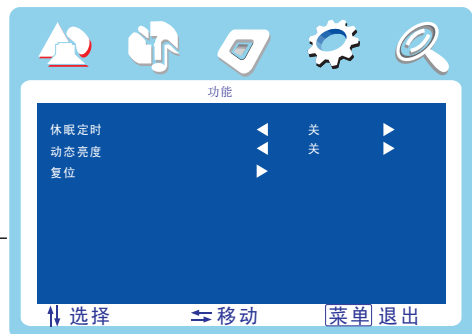 功能
休眠定时 关
动态亮度 关
复位
选择 移动 菜单 退出